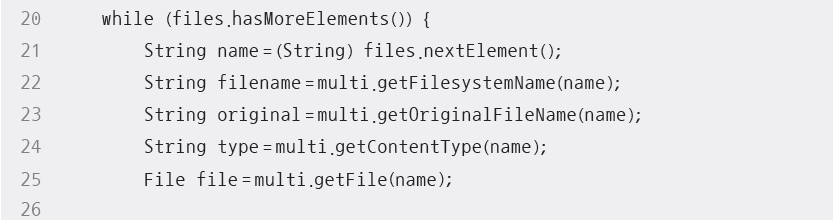 20 while (files.hasMoreElements()) {
21 String name=(String) files.nextElement();
22 String filename=multi.getFilesystemName(name);
23 String original=multi.getOriginalFileName(name);
24 String type=multi.getContentType(name);
25 File file=multi.getFile(name);
26